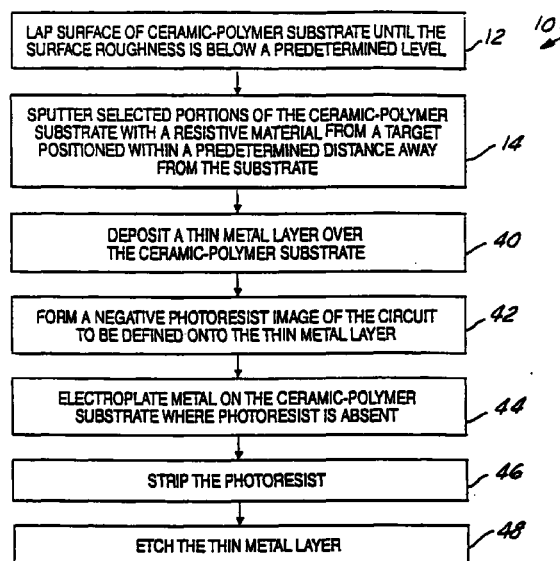 10
LAP SURFACE OF CERAMIC-POLYMER SUBSTRATE UNTIL THE
SURFACE ROUGHNESS IS BELOW A PREDETERMINED LEVEL
12
SPUTTER SELECTED PORTIONS OF THE CERAMIC-POLYMER
SUBSTRATE WITH A RESISTIVE MATERIAL FROM A TARGET
POSITIONED WITHIN A PREDETERMINED DISTANCE AWAY
FROM THE SUBSTRATE
14
DEPOSIT A THIN METAL LAYER OVER
THE CERAMIC-POLYMER SUBSTRATE
40
FORM A NEGATIVE PHOTORESIST IMAGE OF THE CIRCUIT
TO BE DEFINED ONTO THE THIN METAL LAYER
42
ELECTROPLATE METAL ON THE CERAMIC-POLYMER
SUBSTRATE WHERE PHOTORESIST IS ABSENT
44
STRIP THE PHOTORESIST
46
ETCH THE THIN METAL LAYER
48